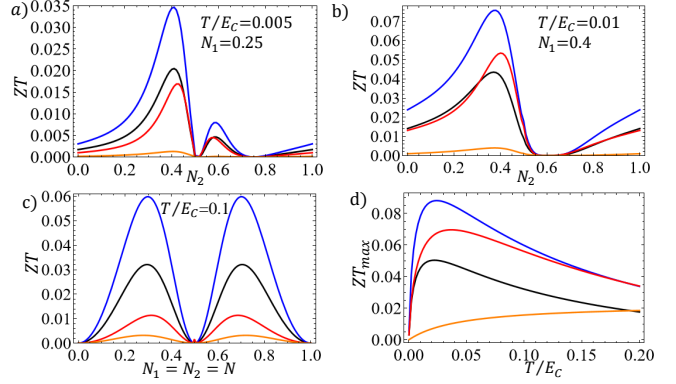 a)
T/E_C=0.005
N_1=0.25
ZT
0.035
0.030
0.025
0.020
0.015
0.010
0.005
0.000
0.0 0.2 0.4 0.6 0.8 1.0
N_2
b)
T/E_C=0.01
N_1=0.4
ZT
0.07
0.06
0.05
0.04
0.03
0.02
0.01
0.00
0.0 0.2 0.4 0.6 0.8 1.0
N_2
c)
T/E_C=0.1
ZT
0.06
0.05
0.04
0.03
0.02
0.01
0.00
0.0 0.2 0.4 0.6 0.8 1.0
N_1 = N_2 = N
d)
ZT_max
0.08
0.06
0.04
0.02
0.00
0.00 0.05 0.10 0.15 0.20
T/E_C